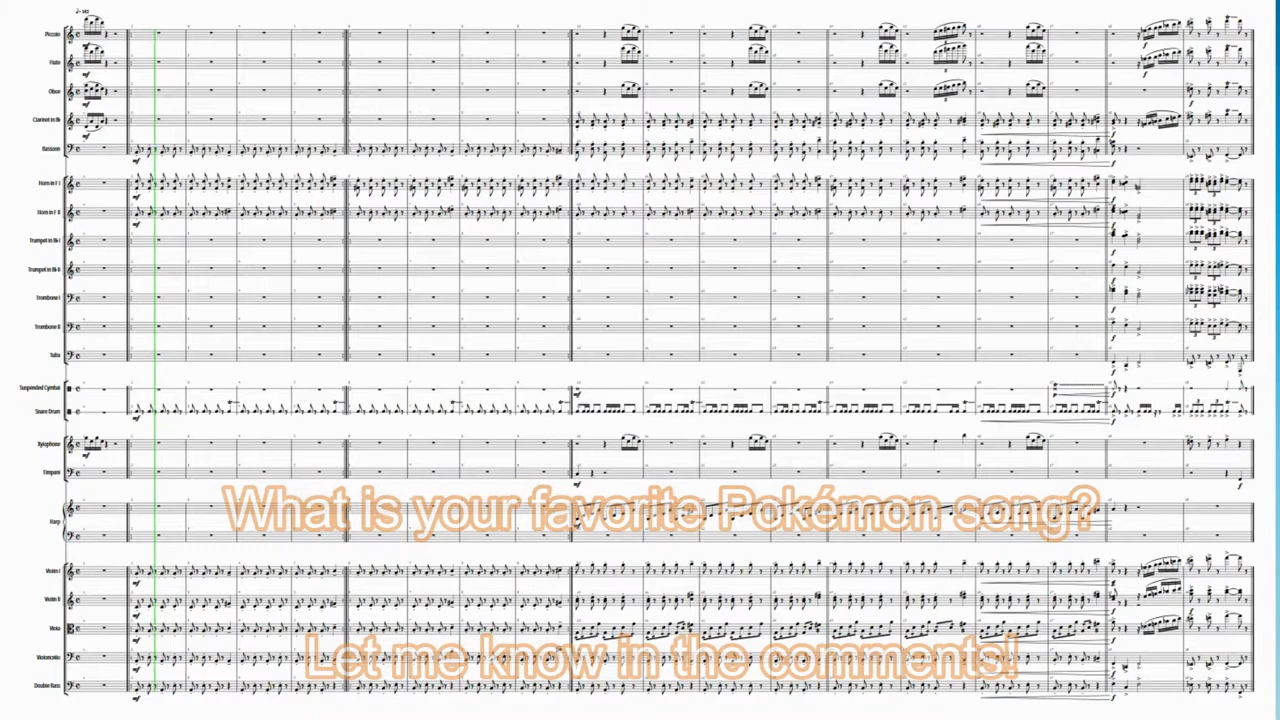 ♩=162
Piccolo
Flute
Oboe
Clarinet in B♭
Bassoon
Horn in F I
Horn in F II
Trumpet in B♭ I
Trumpet in B♭ II
Trombone I
Trombone II
Tuba
Suspended Cymbal
Snare Drum
Xylophone
Timpani
What is your favorite Pokémon song?
Harp
Violin I
Violin II
Viola
Let me know in the comments!
Violoncello
Double Bass